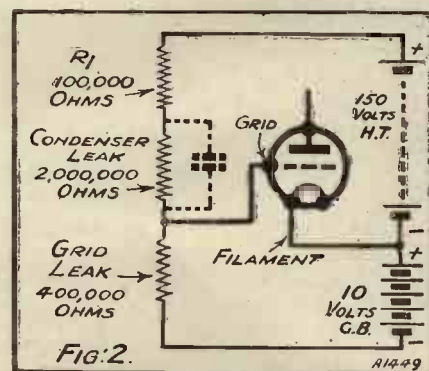 R1
100,000
OHMS
CONDENSER
LEAK
2,000,000
OHMS
GRID
LEAK
400,000
OHMS
GRID
FILAMENT
+
150
VOLTS
H.T.
-
+
10
VOLTS
G.B.
-
FIG:2.
A1449